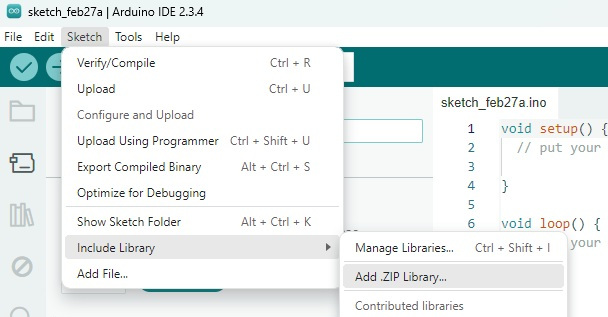 sketch_feb27a | Arduino IDE 2.3.4
File Edit Sketch Tools Help
Verify/Compile Ctrl + R
Upload Ctrl + U
Configure and Upload
Upload Using Programmer Ctrl + Shift + U
Export Compiled Binary Alt + Ctrl + S
Optimize for Debugging
Show Sketch Folder Alt + Ctrl + K
Include Library
Add File...
Manage Libraries... Ctrl + Shift + I
Add .ZIP Library...
Contributed libraries
sketch_feb27a.ino
1 void setup() {
2 // put your
3
4 }
5
6 void loop() {
your